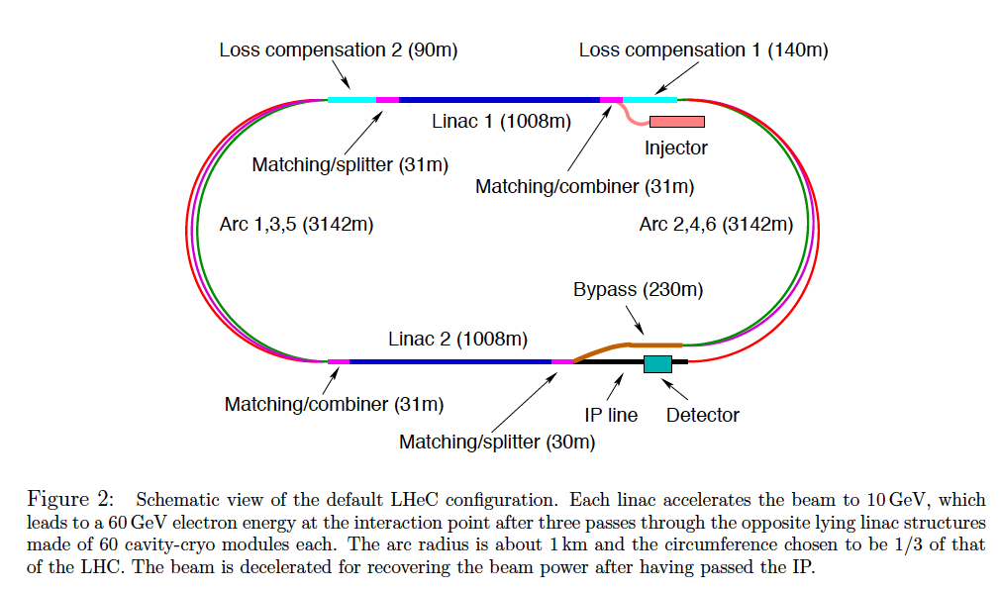 Loss compensation 2 (90m)
Loss compensation 1 (140m)
Linac 1 (1008m)
Injector
Matching/splitter (31m)
Matching/combiner (31m)
Arc 1,3,5 (3142m)
Arc 2,4,6 (3142m)
Bypass (230m)
Linac 2 (1008m)
Matching/combiner (31m)
IP line
Detector
Matching/splitter (30m)
Figure 2: Schematic view of the default LHeC configuration. Each linac accelerates the beam to 10 GeV, which
leads to a 60 GeV electron energy at the interaction point after three passes through the opposite lying linac structures
made of 60 cavity-cryo modules each. The arc radius is about 1 km and the circumference chosen to be 1/3 of that
of the LHC. The beam is decelerated for recovering the beam power after having passed the IP.